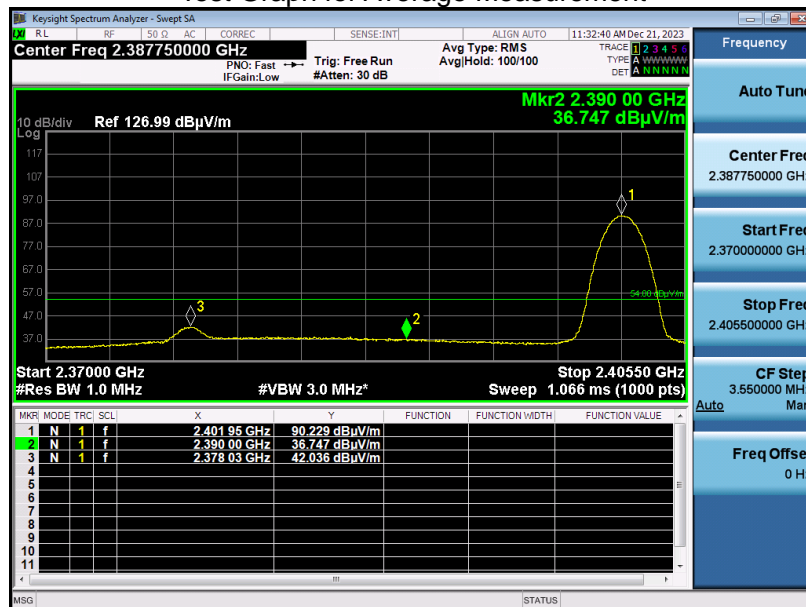 Test Graph for Average Measurement
Keysight Spectrum Analyzer - Swept SA
LXI RL RF 50 Ω AC CORREC SENSE:INT ALIGN AUTO 11:32:40 AM Dec 21, 2023
Center Freq 2.387750000 GHz
PNO: Fast
IFGain:Low
Trig: Free Run
#Atten: 30 dB
Avg Type: RMS
Avg|Hold: 100/100
TRACE 1 2 3 4 5 6
TYPE A WWWWW
DET A N N N N N
Mkr2 2.390 00 GHz
10 dB/div Ref 126.99 dBµV/m 36.747 dBµV/m
Log
117
107
97.0
1
87.0
77.0
67.0
57.0
54.00 dBµV/m
47.0
3
2
37.0
Start 2.37000 GHz Stop 2.40550 GHz
#Res BW 1.0 MHz #VBW 3.0 MHz* Sweep 1.066 ms (1000 pts)
MKR MODE TRC SCL X Y FUNCTION FUNCTION WIDTH FUNCTION VALUE
1 N 1 f 2.401 95 GHz 90.229 dBµV/m
2 N 1 f 2.390 00 GHz 36.747 dBµV/m
3 N 1 f 2.378 03 GHz 42.036 dBµV/m
4
5
6
7
8
9
10
11
MSG STATUS
Frequency
Auto Tune
Center Freq
2.387750000 GHz
Start Freq
2.370000000 GHz
Stop Freq
2.405500000 GHz
CF Step
3.550000 MHz
Auto Man
Freq Offset
0 Hz